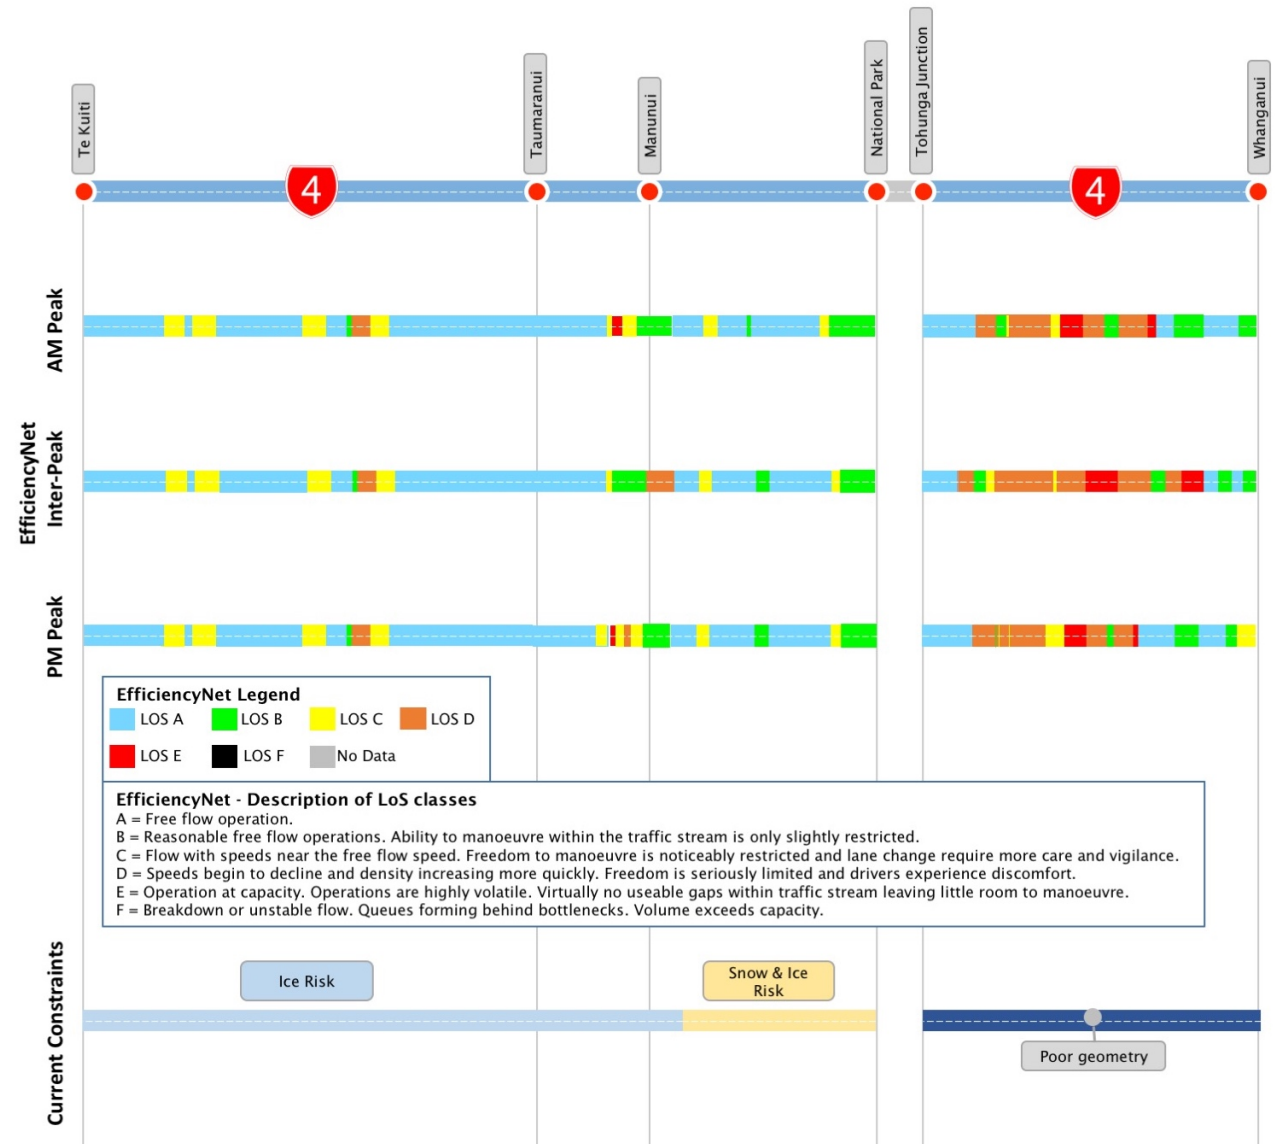 Te Kuiti
Taumaranui
Manunui
National Park
Tohunga Junction
Whanganui
4
4
EfficiencyNet
AM Peak
Inter-Peak
PM Peak
EfficiencyNet Legend
LOS A
LOS B
LOS C
LOS D
LOS E
LOS F
No Data
EfficiencyNet - Description of LoS classes
A = Free flow operation.
B = Reasonable free flow operations. Ability to manoeuvre within the traffic stream is only slightly restricted.
C = Flow with speeds near the free flow speed. Freedom to manoeuvre is noticeably restricted and lane change require more care and vigilance.
D = Speeds begin to decline and density increasing more quickly. Freedom is seriously limited and drivers experience discomfort.
E = Operation at capacity. Operations are highly volatile. Virtually no useable gaps within traffic stream leaving little room to manoeuvre.
F = Breakdown or unstable flow. Queues forming behind bottlenecks. Volume exceeds capacity.
Current Constraints
Ice Risk
Snow & Ice
Risk
Poor geometry